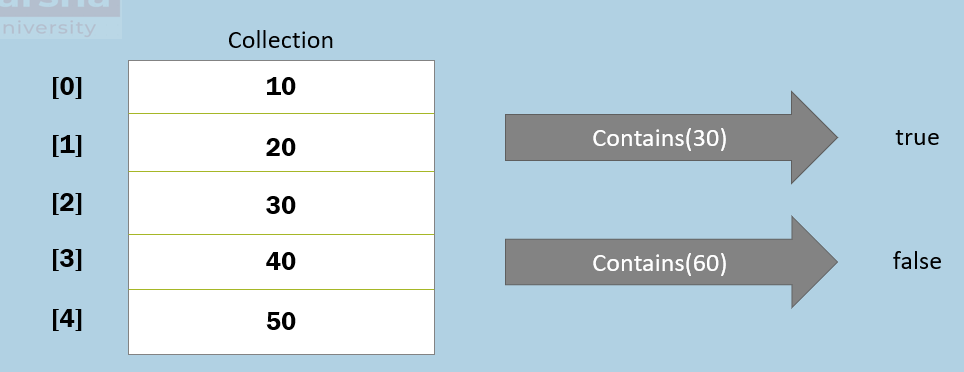 niversity
Collection
[0] 10
[1] 20
[2] 30
[3] 40
[4] 50
Contains(30) true
Contains(60) false